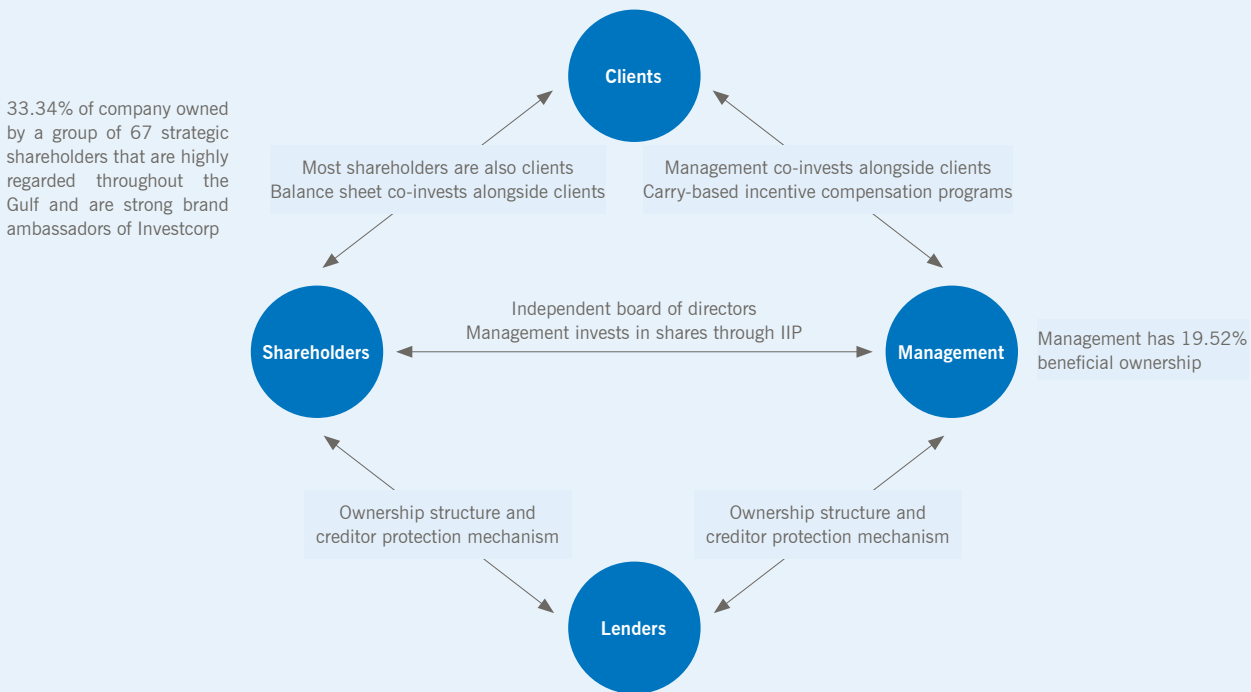 Clients
33.34% of company owned
by a group of 67 strategic
shareholders that are highly
regarded throughout the
Gulf and are strong brand
ambassadors of Investcorp
Most shareholders are also clients
Balance sheet co-invests alongside clients
Management co-invests alongside clients
Carry-based incentive compensation programs
Shareholders
Independent board of directors
Management invests in shares through IIP
Management
Management has 19.52%
beneficial ownership
Ownership structure and
creditor protection mechanism
Ownership structure and
creditor protection mechanism
Lenders